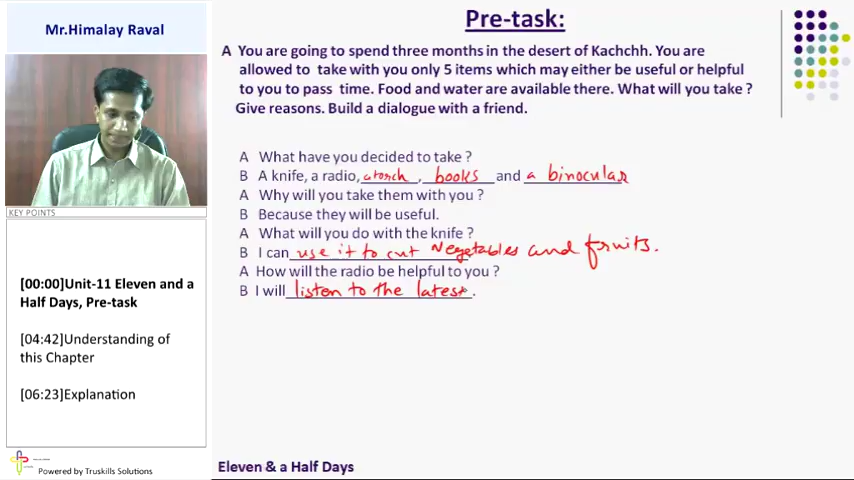 Mr.Himalay Raval
KEY POINTS
[00:00]Unit-11 Eleven and a
Half Days, Pre-task
[04:42]Understanding of
this Chapter
[06:23]Explanation
Powered by Truskills Solutions
Pre-task:
A You are going to spend three months in the desert of Kachchh. You are
allowed to take with you only 5 items which may either be useful or helpful
to you to pass time. Food and water are available there. What will you take ?
Give reasons. Build a dialogue with a friend.
A What have you decided to take ?
B A knife, a radio, a torch, books and a binocular
A Why will you take them with you ?
B Because they will be useful.
A What will you do with the knife ?
B I can use it to cut vegetables and fruits.
A How will the radio be helpful to you ?
B I will listen to the latest.
Eleven & a Half Days